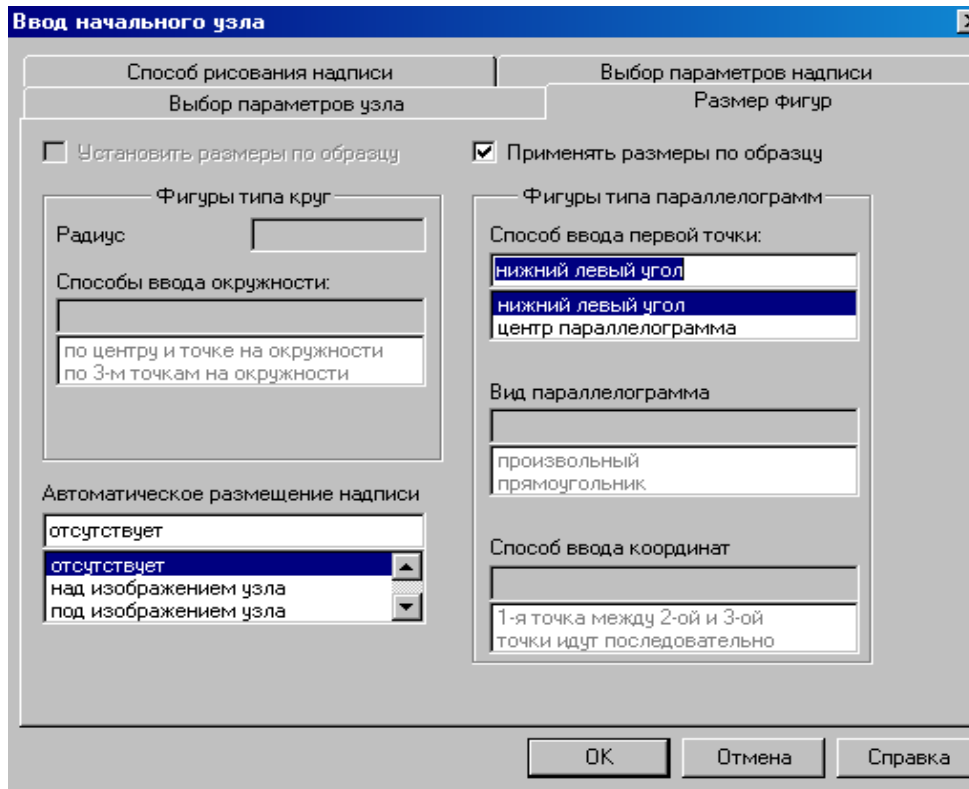 Ввод начального узла
Способ рисования надписи
Выбор параметров надписи
Выбор параметров узла
Размер фигур
Установить размеры по образцу
Применять размеры по образцу
Фигуры типа круг
Радиус
Способы ввода окружности:
по центру и точке на окружности
по 3-м точкам на окружности
Автоматическое размещение надписи
отсутствует
отсутствует
над изображением узла
под изображением узла
Фигуры типа параллелограмм
Способ ввода первой точки:
нижний левый угол
нижний левый угол
центр параллелограмма
Вид параллелограмма
произвольный
прямоугольник
Способ ввода координат
1-я точка между 2-ой и 3-ой
точки идут последовательно
OK
Отмена
Справка